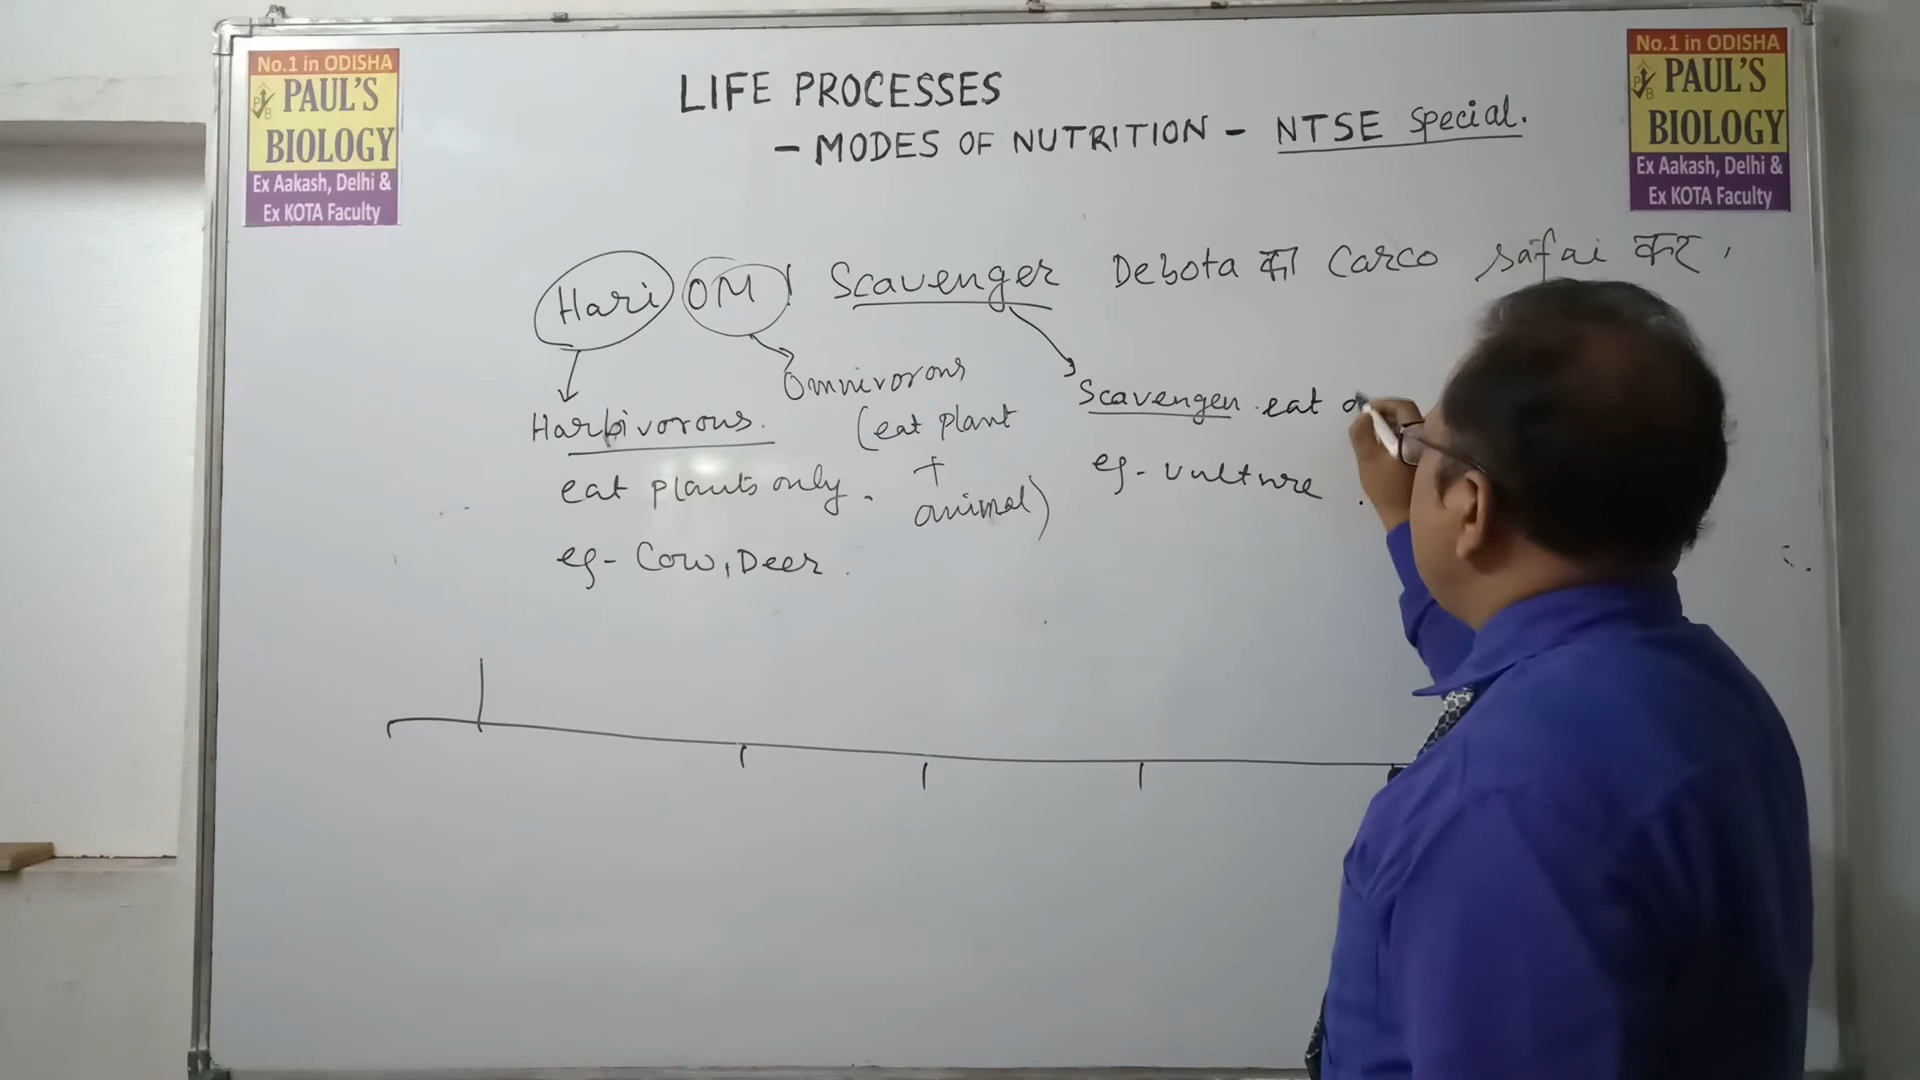 No.1 in ODISHA
PAUL'S
BIOLOGY
Ex Aakash, Delhi &
Ex KOTA Faculty
LIFE PROCESSES
- MODES OF NUTRITION - NTSE Special.
No.1 in ODISHA
PAUL'S
BIOLOGY
Ex Aakash, Delhi &
Ex KOTA Faculty
Hari OM! Scavenger Debota का Carco safai कर,
Harbivorous.
eat plants only.
eg- Cow, Deer
Omnivorous
(eat plant
+
animal)
Scavenger eat
eg- vulture